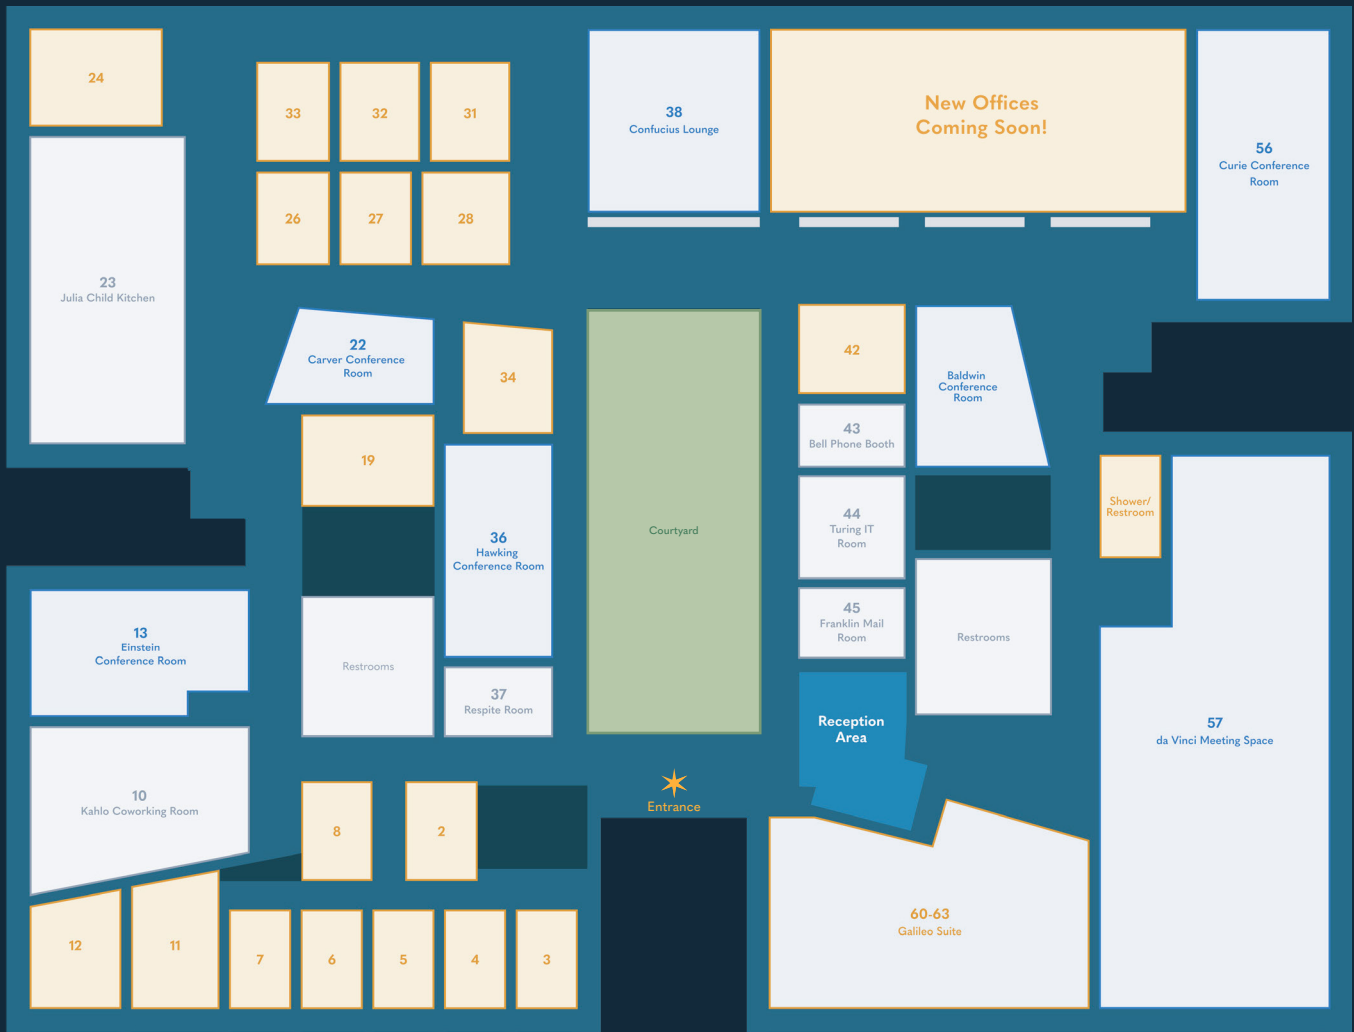 24
33
32
31
38
Confucius Lounge
New Offices
Coming Soon!
56
Curie Conference
Room
26
27
28
23
Julia Child Kitchen
22
Carver Conference
Room
34
42
Baldwin
Conference
Room
43
Bell Phone Booth
19
36
Hawking
Conference Room
Courtyard
44
Turing IT
Room
Shower/
Restroom
13
Einstein
Conference Room
45
Franklin Mail
Room
Restrooms
Restrooms
37
Respite Room
Reception
Area
57
da Vinci Meeting Space
10
Kahlo Coworking Room
8
2
Entrance
12
11
7
6
5
4
3
60-63
Galileo Suite